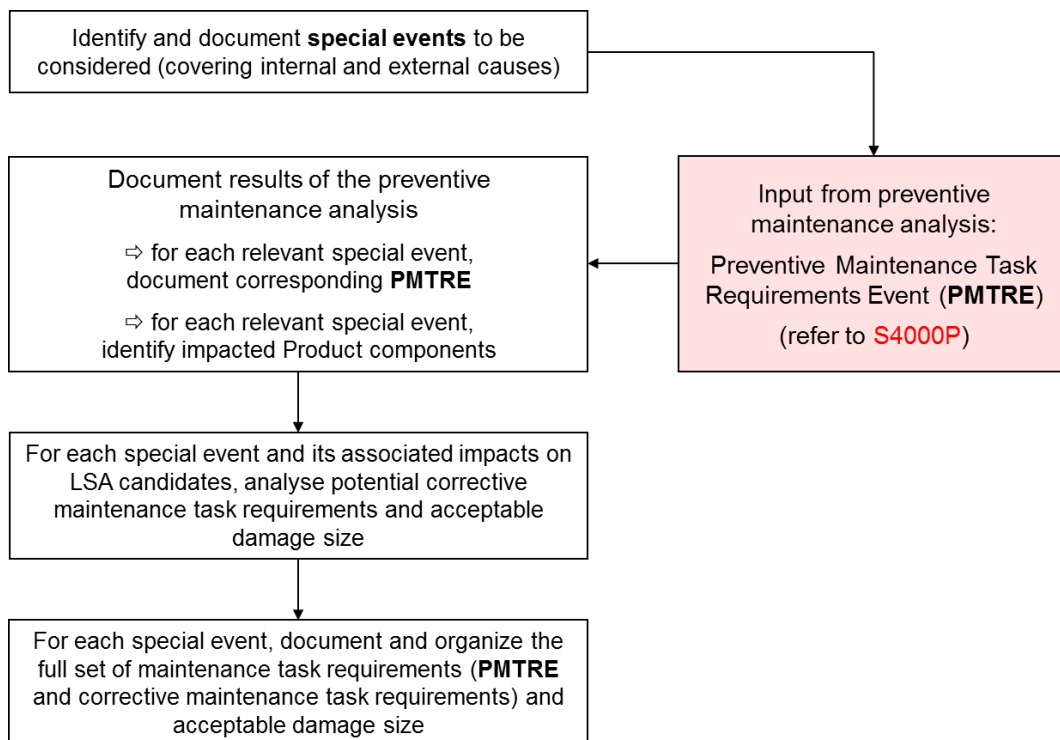 Identify and document special events to be
considered (covering internal and external causes)
Input from preventive
maintenance analysis:
Preventive Maintenance Task
Requirements Event (PMTRE)
(refer to S4000P)
Document results of the preventive
maintenance analysis
⇨ for each relevant special event,
document corresponding PMTRE
⇨ for each relevant special event,
identify impacted Product components
For each special event and its associated impacts on
LSA candidates, analyse potential corrective
maintenance task requirements and acceptable
damage size
For each special event, document and organize the
full set of maintenance task requirements (PMTRE
and corrective maintenance task requirements) and
acceptable damage size